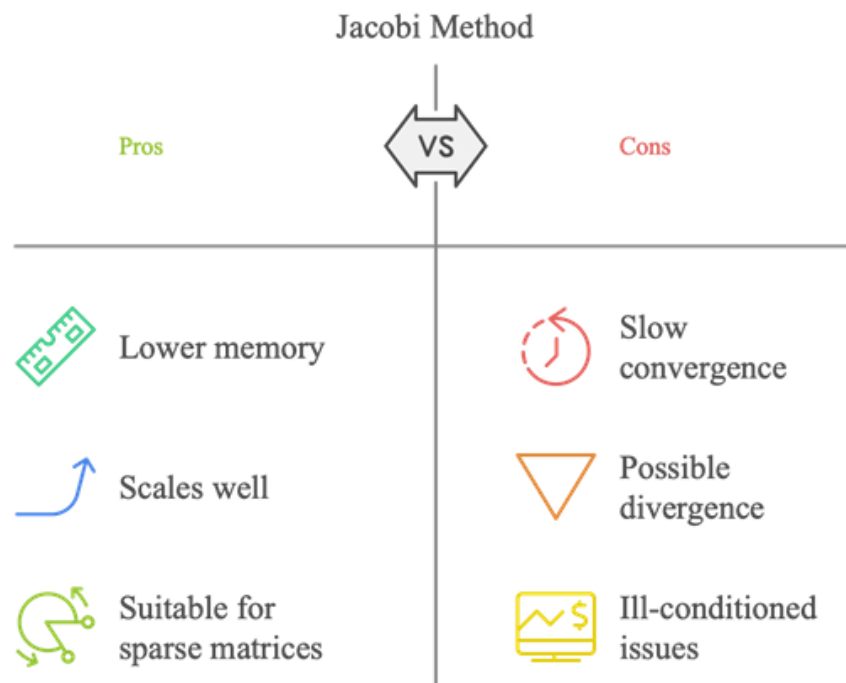 Jacobi Method
Pros
VS
Cons
Lower memory
Slow
convergence
Scales well
Possible
divergence
Suitable for
sparse matrices
$
Ill-conditioned
issues